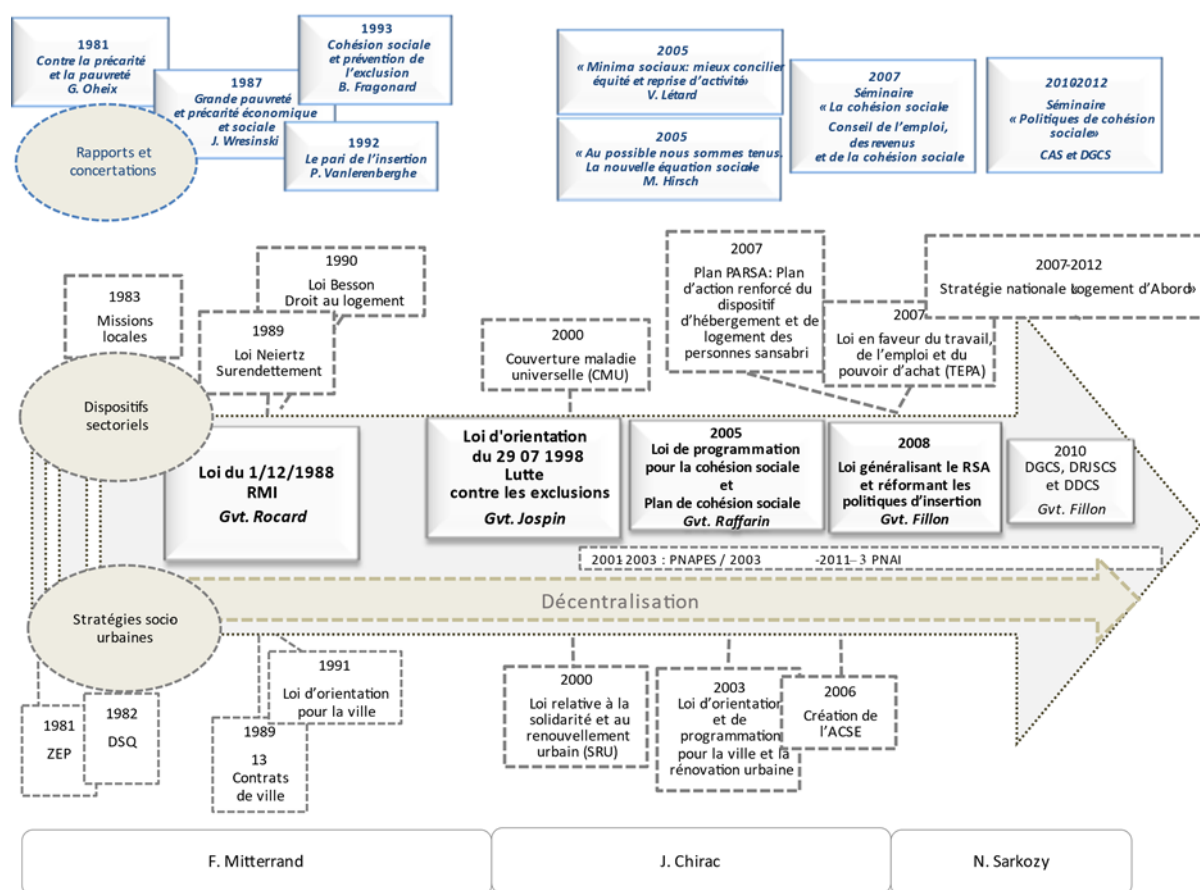 1981
Contre la précarité
et la pauvreté
G. Oheix
1987
Grande pauvreté
et précarité économique
et sociale
J. Wresinski
1993
Cohésion sociale
et prévention de
l’exclusion
B. Fragonard
1992
Le pari de l’insertion
P. Vanlerenberghe
2005
« Minima sociaux: mieux concilier
équité et reprise d’activité»
V. Létard
2005
« Au possible nous sommes tenus.
La nouvelle équation sociale»
M. Hirsch
2007
Séminaire
« La cohésion sociale
Conseil de l’emploi,
des revenus
et de la cohésion sociale
20102012
Séminaire
« Politiques de cohésion
sociale»
CAS et DGCS
Rapports et
concertations
1983
Missions
locales
1989
Loi Neiertz
Surendettement
1990
Loi Besson
Droit au logement
2000
Couverture maladie
universelle (CMU)
2007
Plan PARSA: Plan
d’action renforcé du
dispositif
d’hébergement et de
logement des
personnes sansabri
2007
Loi en faveur du travail,
de l’emploi et du
pouvoir d’achat (TEPA)
2007-2012
Stratégie nationale «Logement d’Abord»
Dispositifs
sectoriels
Loi du 1/12/1988
RMI
Gvt. Rocard
Loi d'orientation
du 29 07 1998
Lutte
contre les exclusions
Gvt. Jospin
2005
Loi de programmation
pour la cohésion sociale
et
Plan de cohésion sociale
Gvt. Raffarin
2008
Loi généralisant le RSA
et réformant les
politiques d’insertion
Gvt. Fillon
2010
DGCS, DRJSCS
et DDCS
Gvt. Fillon
2001 2003 : PNAPES / 2003 -2011– 3 PNAI
Décentralisation
Stratégies socio
urbaines
1981
ZEP
1982
DSQ
1989
13
Contrats
de ville
1991
Loi d’orientation
pour la ville
2000
Loi relative à la
solidarité et au
renouvellement
urbain (SRU)
2003
Loi d’orientation
et de
programmation
pour la ville et la
rénovation urbaine
2006
Création de
l’ACSE
F. Mitterrand
J. Chirac
N. Sarkozy